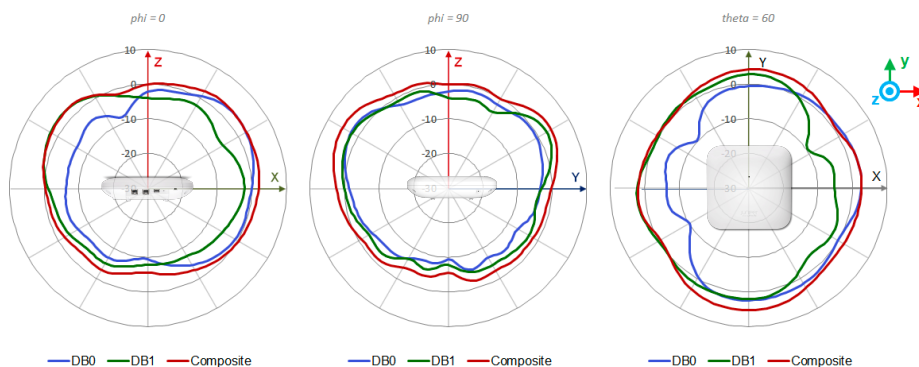 phi = 0
phi = 90
theta = 60
10
Z
0
-10
-20
-30
X
10
Z
0
-10
-20
-30
Y
10
Y
0
-10
-20
-30
X
y
z
x
DB0 DB1 Composite
DB0 DB1 Composite
DB0 DB1 Composite